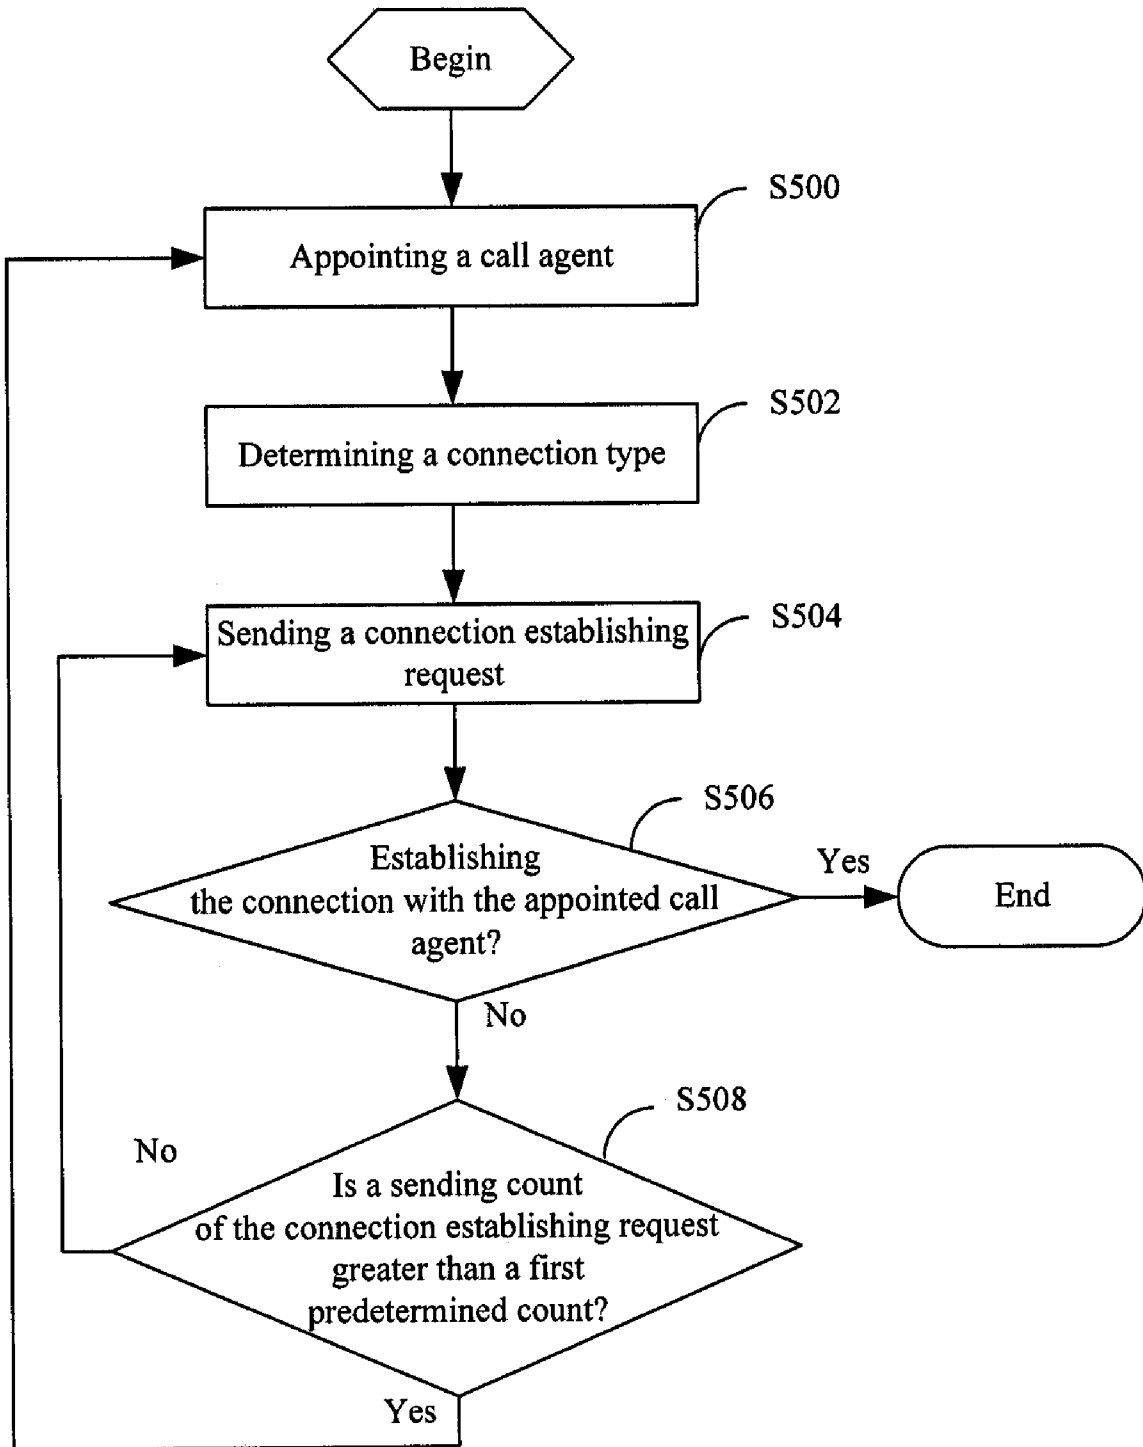 Begin
S500
Appointing a call agent
S502
Determining a connection type
S504
Sending a connection establishing
request
S506
Establishing
the connection with the appointed call
agent?
Yes
End
No
S508
No
Is a sending count
of the connection establishing request
greater than a first
predetermined count?
Yes